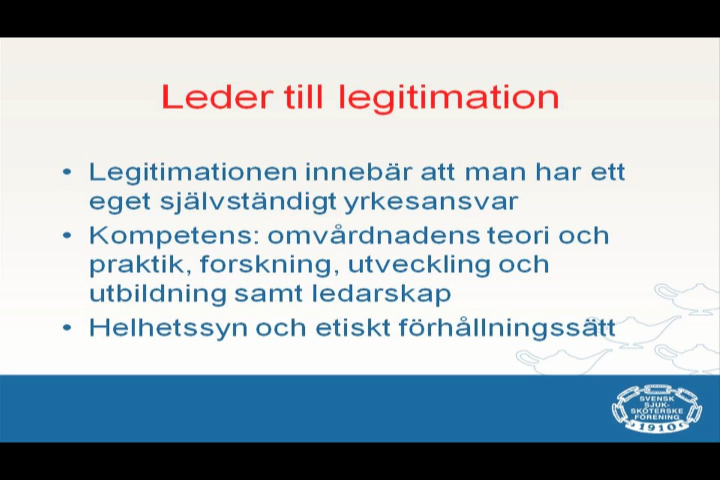 Leder till legitimation
• Legitimationen innebär att man har ett
eget självständigt yrkesansvar
• Kompetens: omvårdnadens teori och
praktik, forskning, utveckling och
utbildning samt ledarskap
• Helhetssyn och etiskt förhållningssätt
SVENSK
SJUK-
SKÖTERSKE
FÖRENING
1910